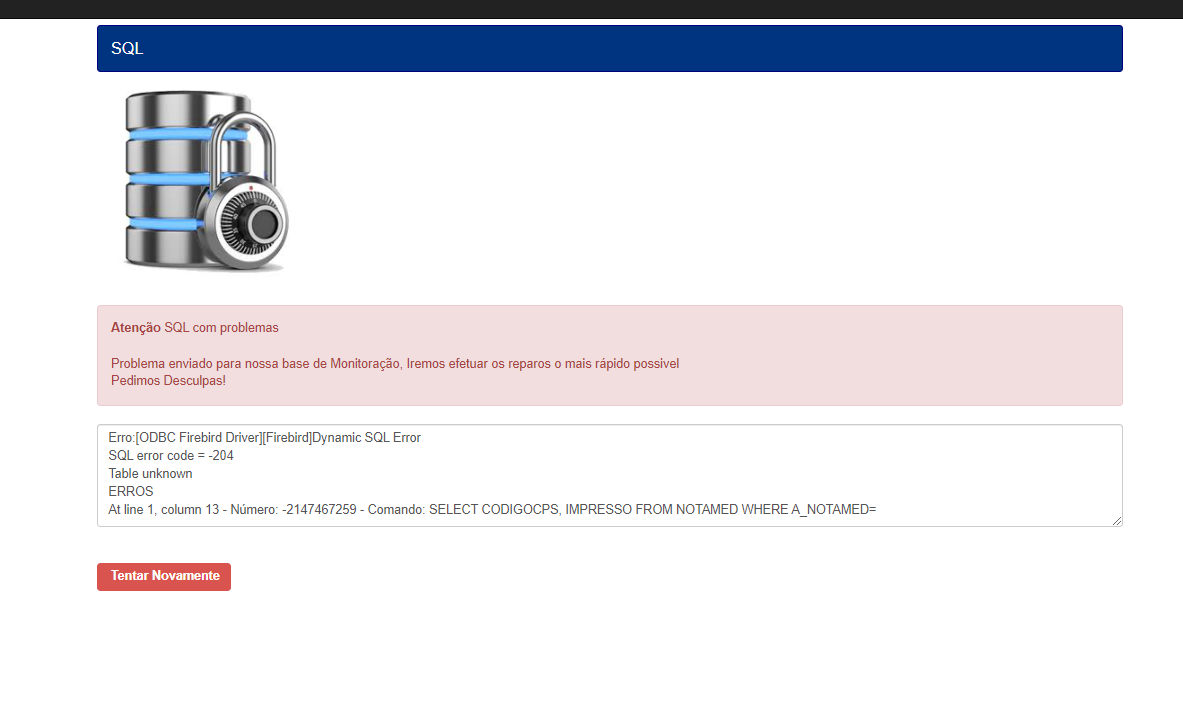 SQL
Atenção SQL com problemas
Problema enviado para nossa base de Monitoração, Iremos efetuar os reparos o mais rápido possivel
Pedimos Desculpas!
Erro:[ODBC Firebird Driver][Firebird]Dynamic SQL Error
SQL error code = -204
Table unknown
ERROS
At line 1, column 13 - Número: -2147467259 - Comando: SELECT CODIGOCPS, IMPRESSO FROM NOTAMED WHERE A_NOTAMED=
Tentar Novamente